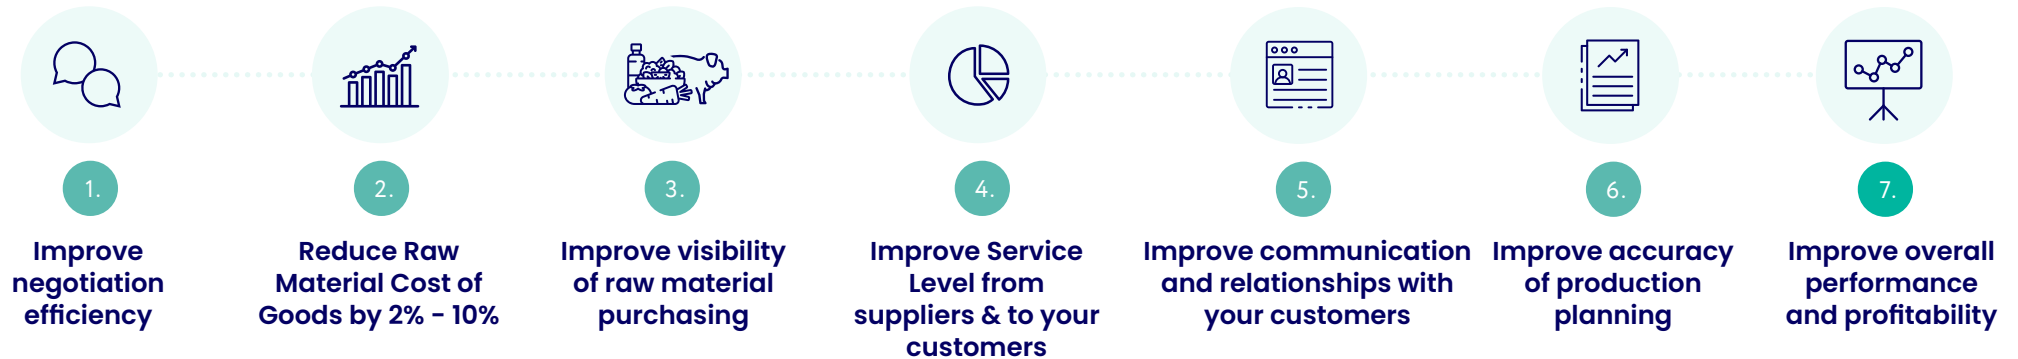 1.
Improve
negotiation
efficiency
2.
Reduce Raw
Material Cost of
Goods by 2% - 10%
3.
Improve visibility
of raw material
purchasing
4.
Improve Service
Level from
suppliers & to your
customers
5.
Improve communication
and relationships with
your customers
6.
Improve accuracy
of production
planning
7.
Improve overall
performance
and profitability